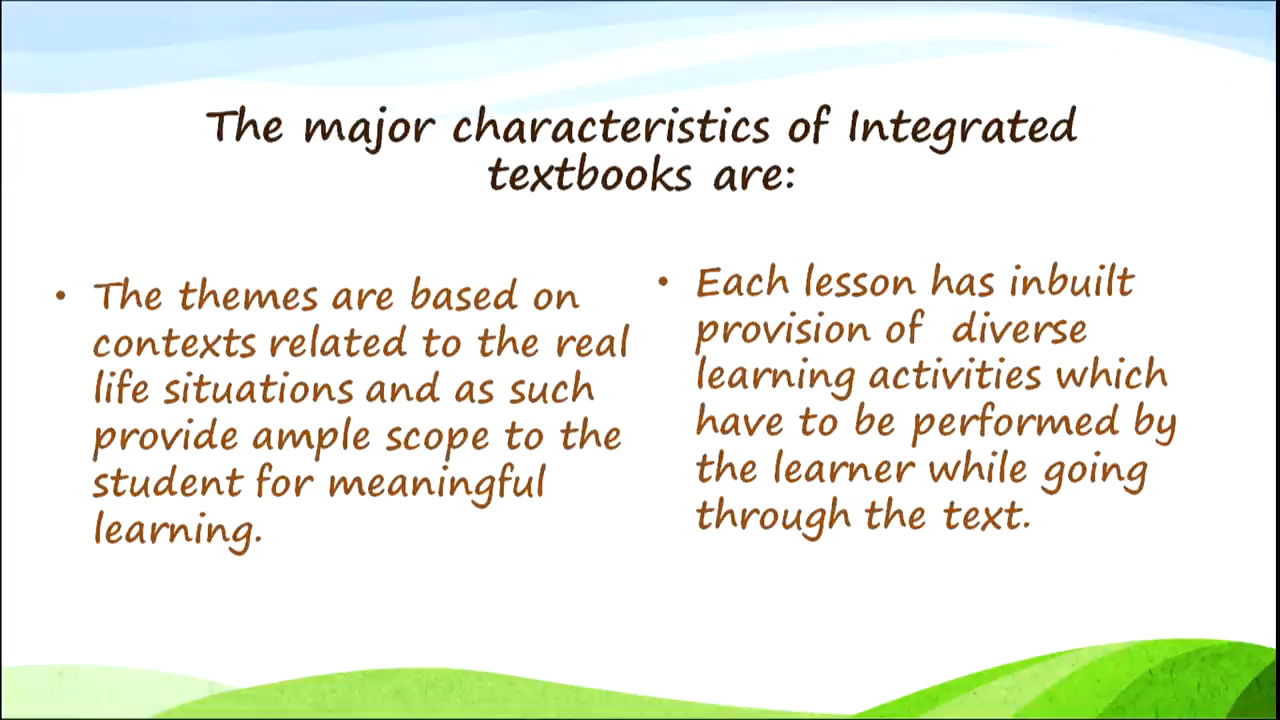 The major characteristics of Integrated
textbooks are:
• The themes are based on
contexts related to the real
life situations and as such
provide ample scope to the
student for meaningful
learning.
• Each lesson has inbuilt
provision of diverse
learning activities which
have to be performed by
the learner while going
through the text.